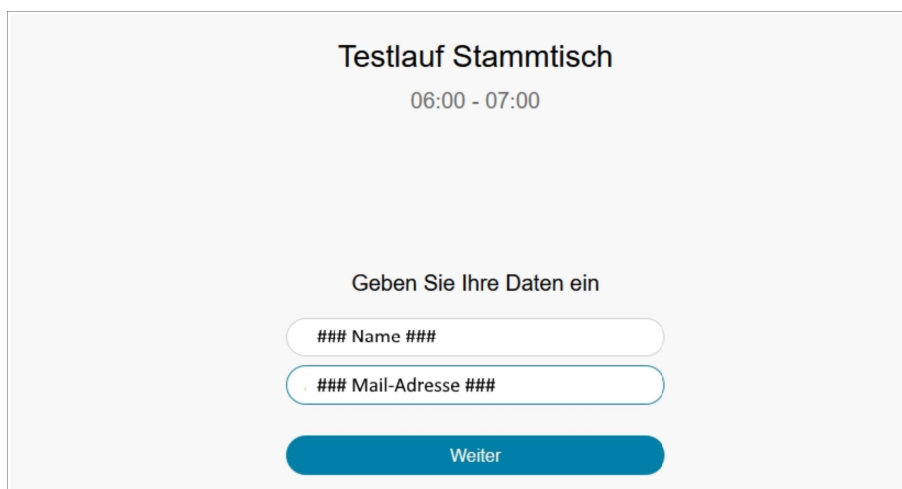 Testlauf Stammtisch
06:00 - 07:00
Geben Sie Ihre Daten ein
### Name ###
### Mail-Adresse ###
Weiter